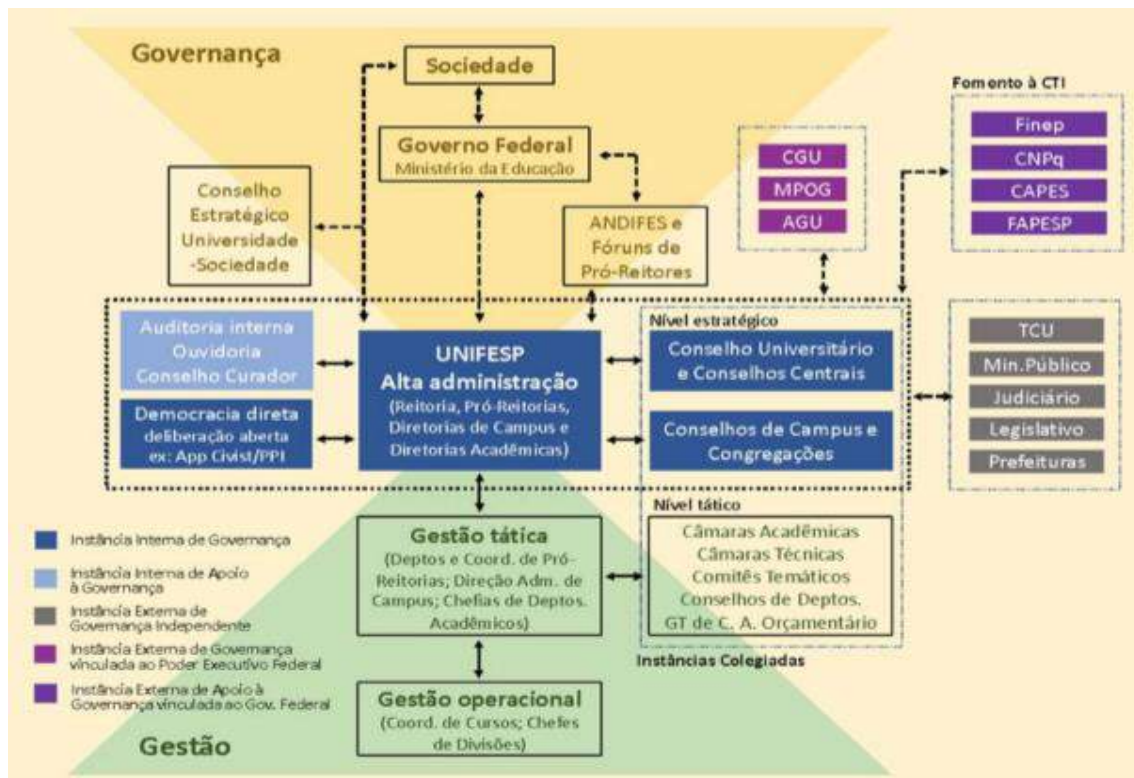 Governança
Sociedade
Governo Federal
Ministério da Educação
Conselho
Estratégico
Universidade
-Sociedade
ANDIFES e
Fóruns de
Pró-Reitores
CGU
MPOG
AGU
Fomento à CTI
Finep
CNPq
CAPES
FAPESP
Auditoria interna
Ouvidoria
Conselho Curador
Democracia direta
deliberação aberta
ex: App Civist/PPI
UNIFESP
Alta administração
(Reitoria, Pró-Reitorias,
Diretorias de Campus e
Diretorias Acadêmicas)
Nível estratégico
Conselho Universitário
e Conselhos Centrais
Conselhos de Campus e
Congregações
TCU
Min.Público
Judiciário
Legislativo
Prefeituras
Nível tático
Câmaras Acadêmicas
Câmaras Técnicas
Comitês Temáticos
Conselhos de Deptos.
GT de C. A. Orçamentário
Instâncias Colegiadas
Gestão tática
(Deptos e Coord. de Pró-
Reitorias; Direção Adm. de
Campus; Chefias de Deptos.
Acadêmicos)
Gestão operacional
(Coord. de Cursos; Chefes
de Divisões)
Instância Interna de Governança
Instância Interna de Apoio
à Governança
Instância Externa de
Governança Independente
Instância Externa de Governança
vinculada ao Poder Executivo Federal
Instância Externa de Apoio à
Governança vinculada ao Gov. Federal
Gestão